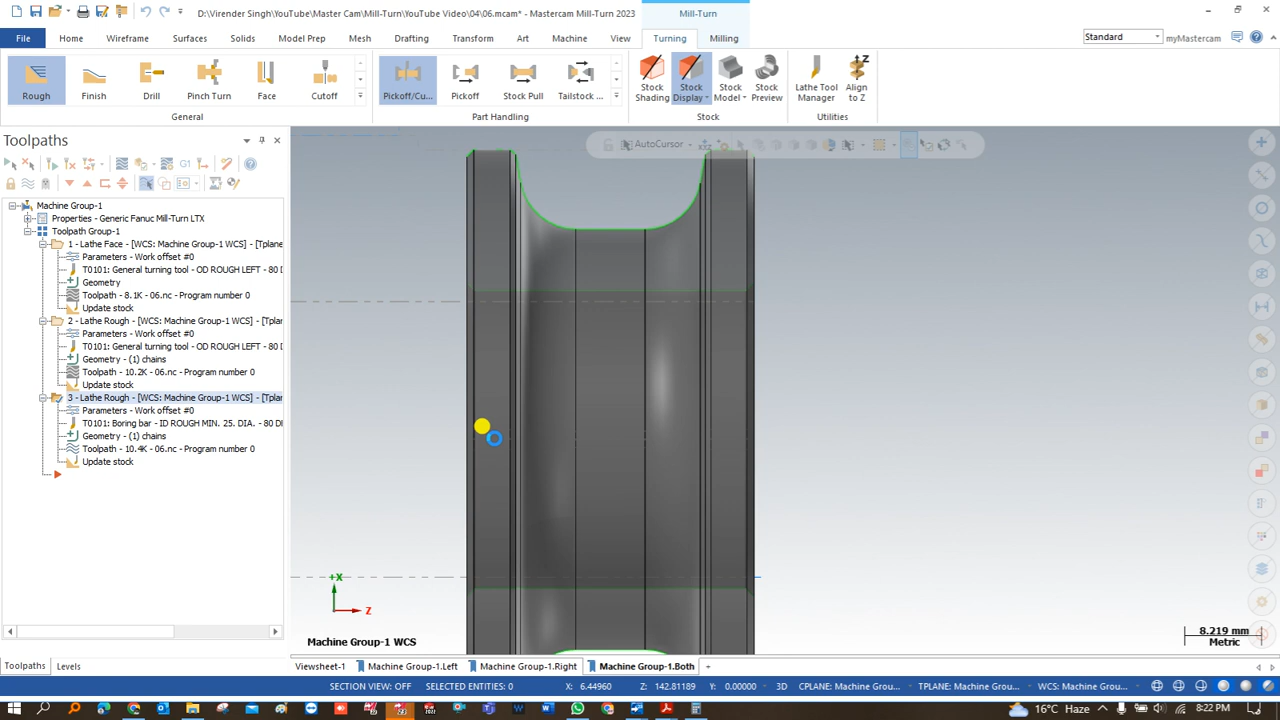 D:\Virender Singh\YouTube\Master Cam\Mill-Turn\YouTube Video\04\06.mcam* - Mastercam Mill-Turn 2023
Mill-Turn
File Home Wireframe Surfaces Solids Model Prep Mesh Drafting Transform Art Machine View Turning Milling
Standard myMastercam
Rough Finish Drill Pinch Turn Face Cutoff
Pickoff/Cu... Pickoff Stock Pull Tailstock ...
Stock Shading Stock Display Stock Model Stock Preview
Lathe Tool Manager Align to Z
General Part Handling Stock Utilities
Toolpaths
AutoCursor
Machine Group-1
Properties - Generic Fanuc Mill-Turn LTX
Toolpath Group-1
1 - Lathe Face - [WCS: Machine Group-1 WCS] - [Tplane
Parameters - Work offset #0
T0101: General turning tool - OD ROUGH LEFT - 80 D
Geometry
Toolpath - 8.1K - 06.nc - Program number 0
Update stock
2 - Lathe Rough - [WCS: Machine Group-1 WCS] - [Tpla
Parameters - Work offset #0
T0101: General turning tool - OD ROUGH LEFT - 80 D
Geometry - (1) chains
Toolpath - 10.2K - 06.nc - Program number 0
Update stock
3 - Lathe Rough - [WCS: Machine Group-1 WCS] - [Tpla
Parameters - Work offset #0
T0101: Boring bar - ID ROUGH MIN. 25. DIA. - 80 D
Geometry - (1) chains
Toolpath - 10.4K - 06.nc - Program number 0
Update stock
+X
Z
Machine Group-1 WCS
8.219 mm
Metric
Toolpaths Levels
Viewsheet-1 Machine Group-1.Left Machine Group-1.Right Machine Group-1.Both +
SECTION VIEW: OFF SELECTED ENTITIES: 0 X: 6.44960 Z: 142.81189 Y: 0.00000 3D CPLANE: Machine Grou... TPLANE: Machine Grou... WCS: Machine Grou...
16°C Haze ENG 8:22 PM